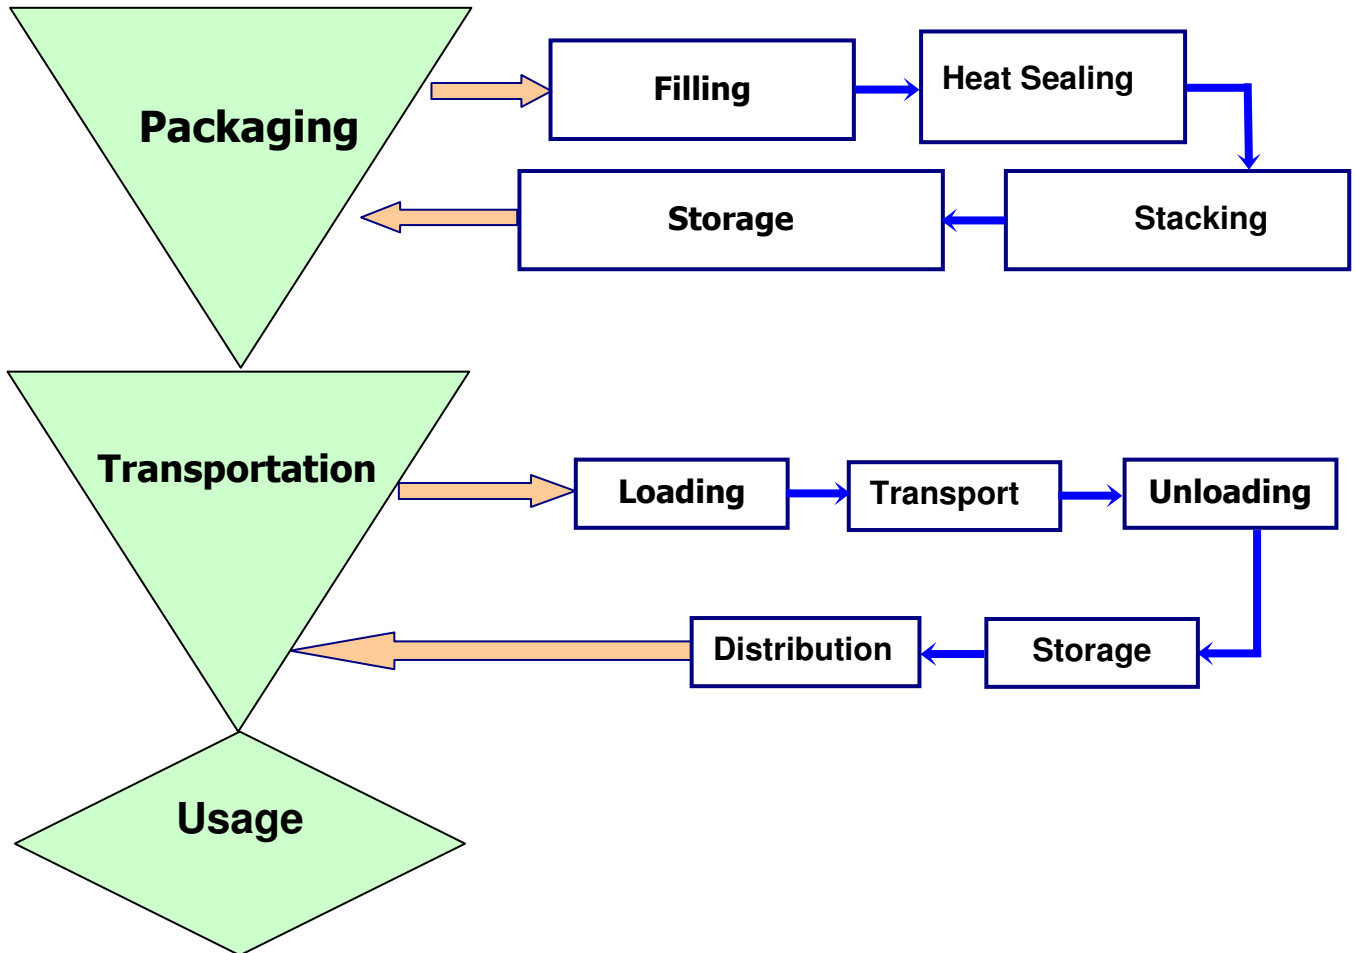 Packaging
Filling
Heat Sealing
Storage
Stacking
Transportation
Loading
Transport
Unloading
Distribution
Storage
Usage